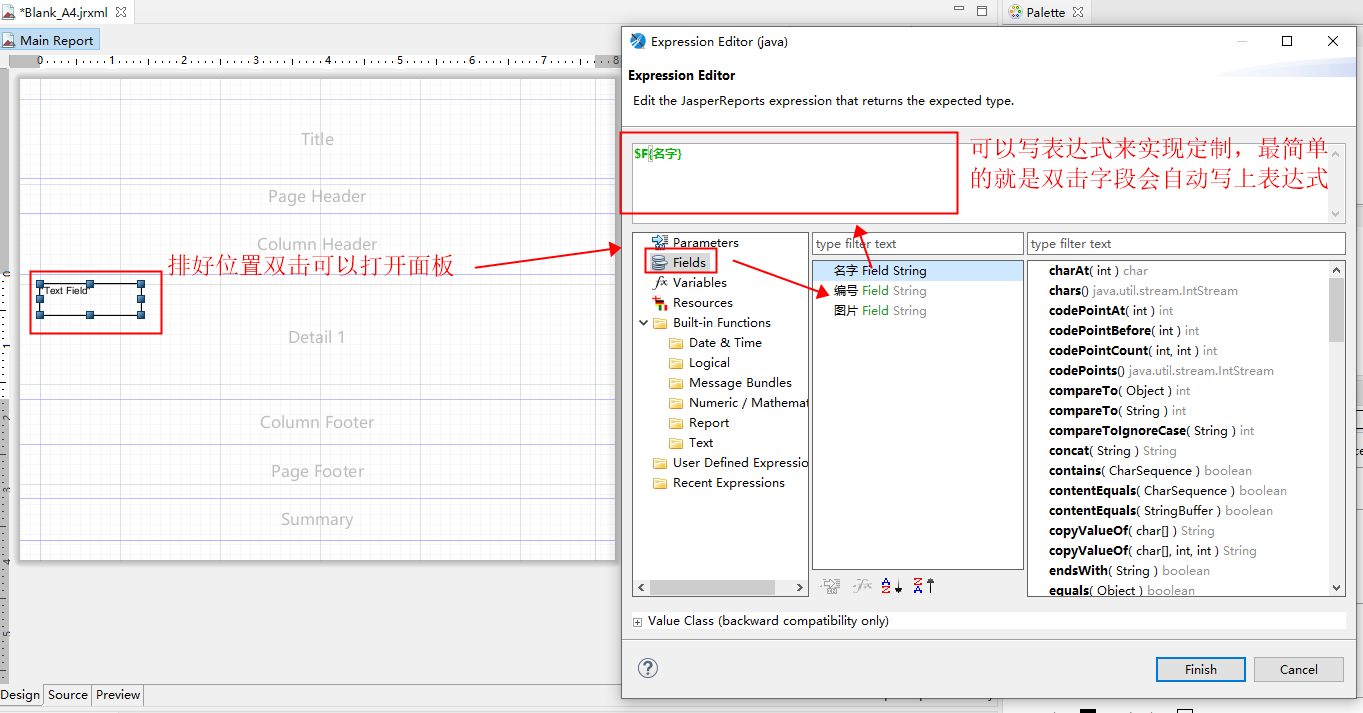 *Blank_A4.jrxml
Palette
Main Report
0 1 2 3 4 5 6 7 8
Title
Page Header
Column Header
排好位置双击可以打开面板
Text Field
Detail 1
Column Footer
Page Footer
Summary
0
1
2
3
4
5
Design
Source
Preview
Expression Editor (java)
Expression Editor
Edit the JasperReports expression that returns the expected type.
$F{名字}
可以写表达式来实现定制，最简单
的就是双击字段会自动写上表达式
Parameters
Fields
Variables
Resources
Built-in Functions
Date & Time
Logical
Message Bundles
Numeric / Mathemat
Report
Text
User Defined Expressio
Recent Expressions
type filter text
名字 Field String
编号 Field String
图片 Field String
type filter text
charAt( int ) char
chars() java.util.stream.IntStream
codePointAt( int ) int
codePointBefore( int ) int
codePointCount( int, int ) int
codePoints() java.util.stream.IntStream
compareTo( Object ) int
compareTo( String ) int
compareToIgnoreCase( String ) int
concat( String ) String
contains( CharSequence ) boolean
contentEquals( CharSequence ) boolean
contentEquals( StringBuffer ) boolean
copyValueOf( char[] ) String
copyValueOf( char[], int, int ) String
endsWith( String ) boolean
equals( Object ) boolean
Value Class (backward compatibility only)
Finish
Cancel